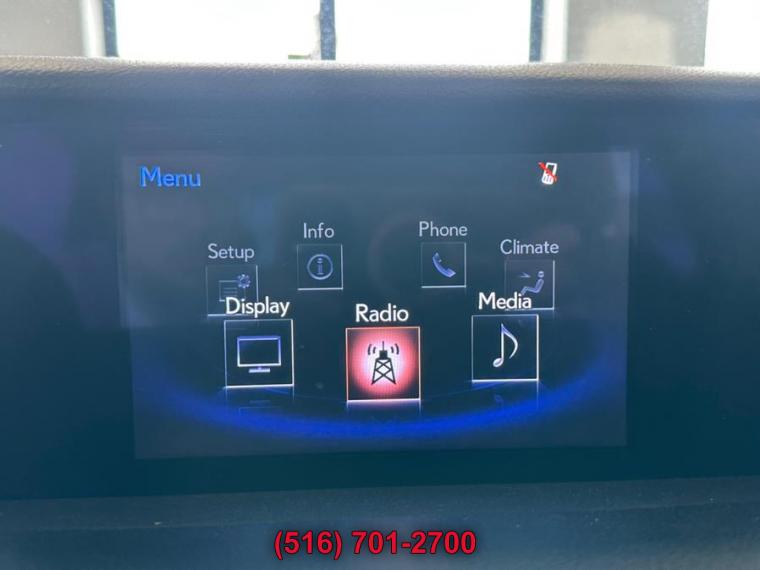 Menu
Info
Phone
Setup
Climate
Display
Radio
Media
(516) 701-2700